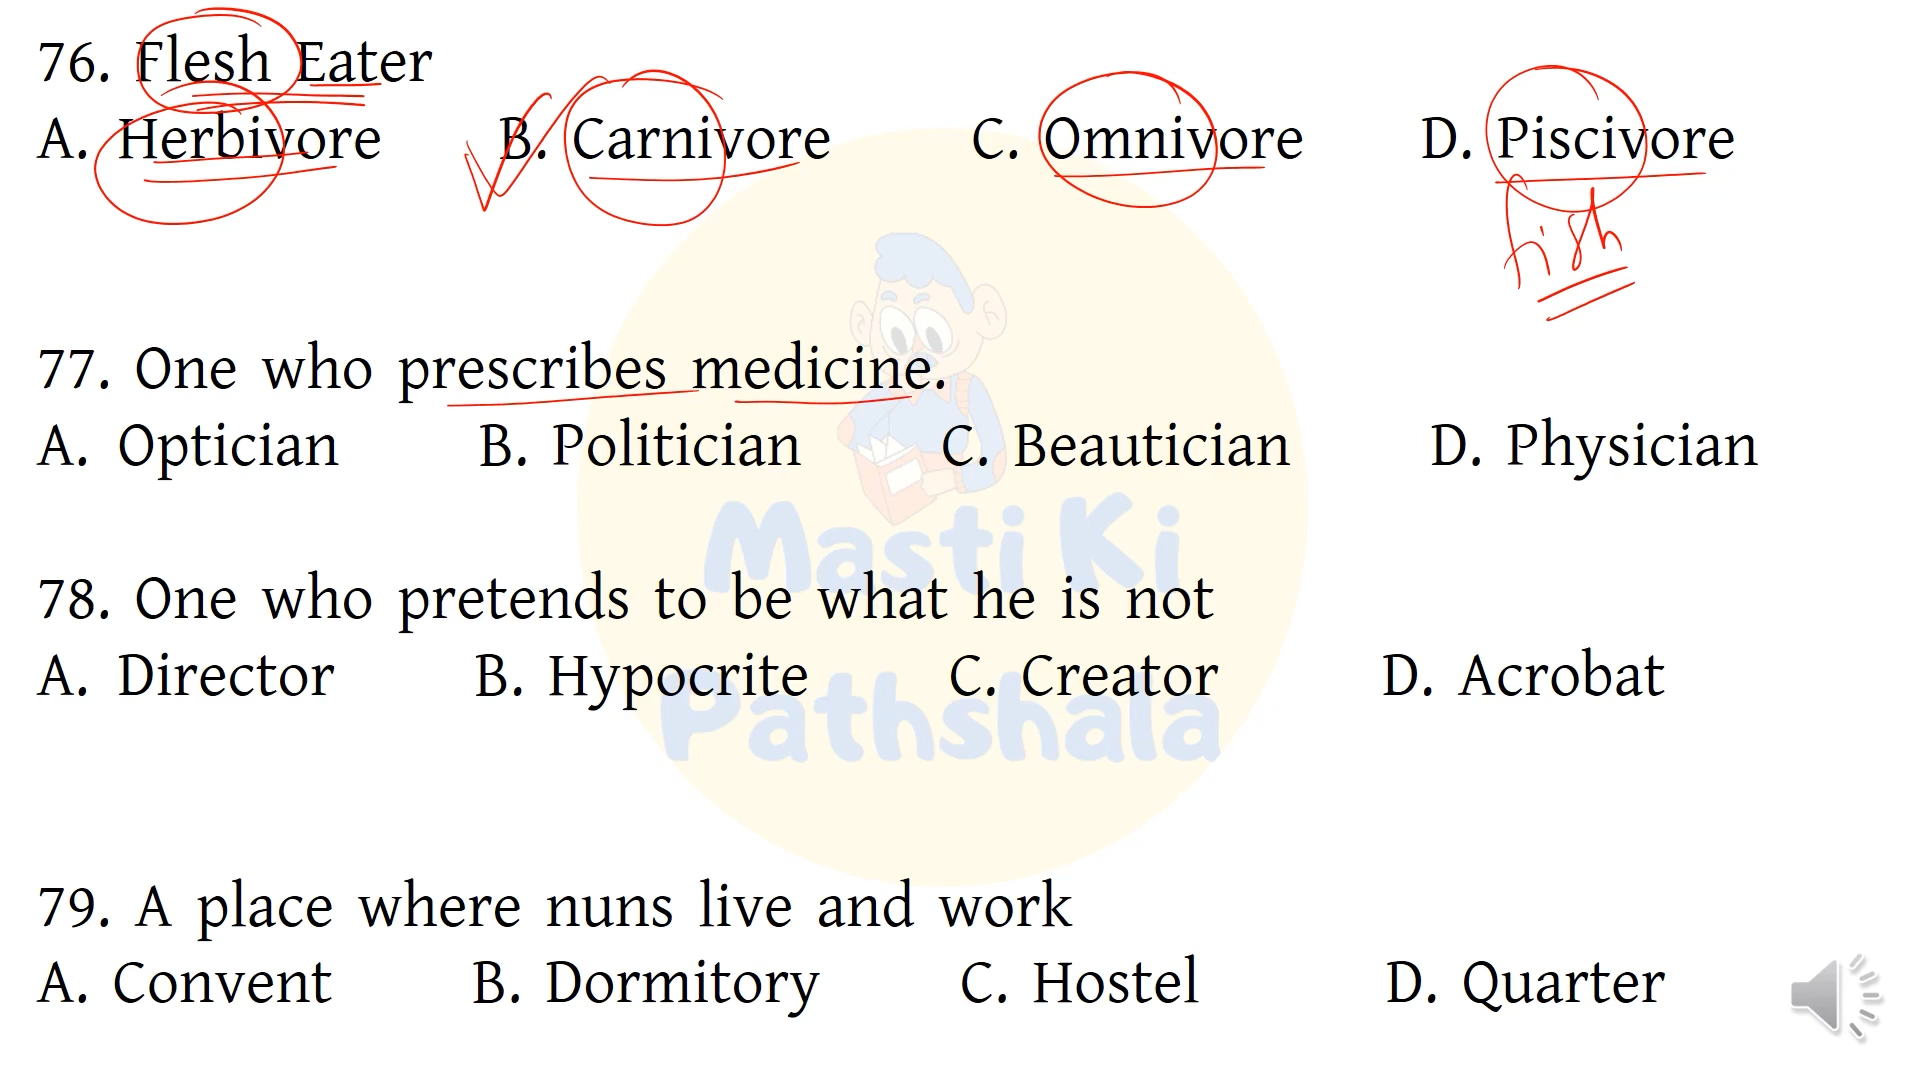 76. Flesh Eater
A. Herbivore B. Carnivore C. Omnivore D. Piscivore
fish
77. One who prescribes medicine.
A. Optician B. Politician C. Beautician D. Physician
78. One who pretends to be what he is not
A. Director B. Hypocrite C. Creator D. Acrobat
79. A place where nuns live and work
A. Convent B. Dormitory C. Hostel D. Quarter
Masti Ki
Pathshala